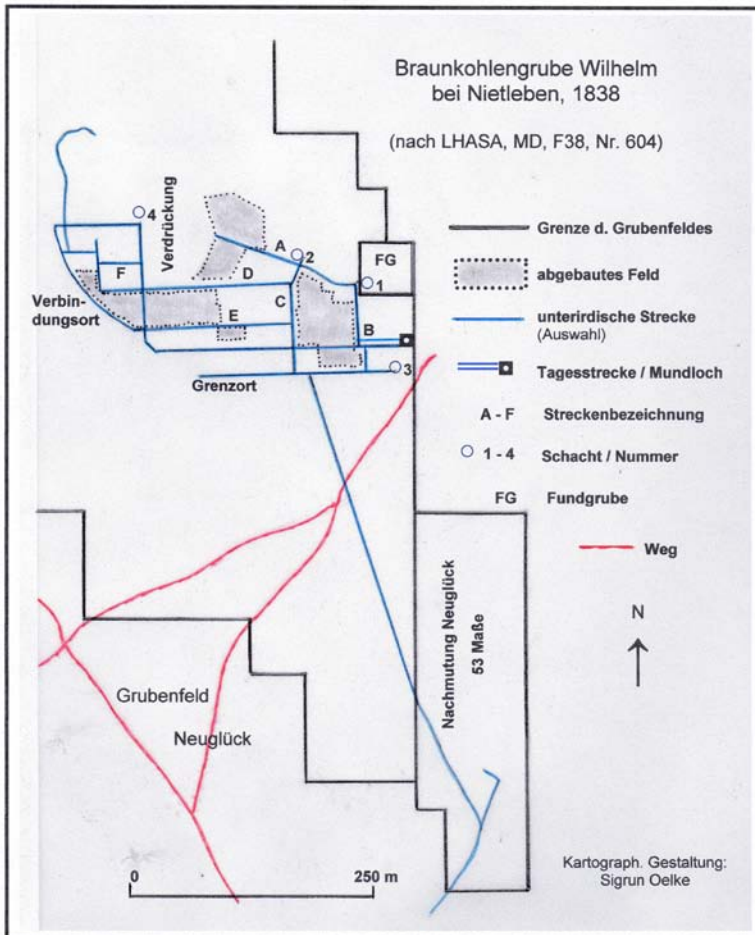 Braunkohlengrube Wilhelm
bei Nietleben, 1838
(nach LHASA, MD, F38, Nr. 604)
4
Verdrückung
A
2
FG
Grenze d. Grubenfeldes
F
D
1
abgebautes Feld
Verbin-
dungsort
C
E
B
unterirdische Strecke
(Auswahl)
3
Grenzort
Tagesstrecke / Mundloch
A - F Streckenbezeichnung
1 - 4 Schacht / Nummer
FG Fundgrube
Weg
Nachmutung Neuglück
53 Maße
N
Grubenfeld
Neuglück
0 250 m
Kartograph. Gestaltung:
Sigrun Oelke